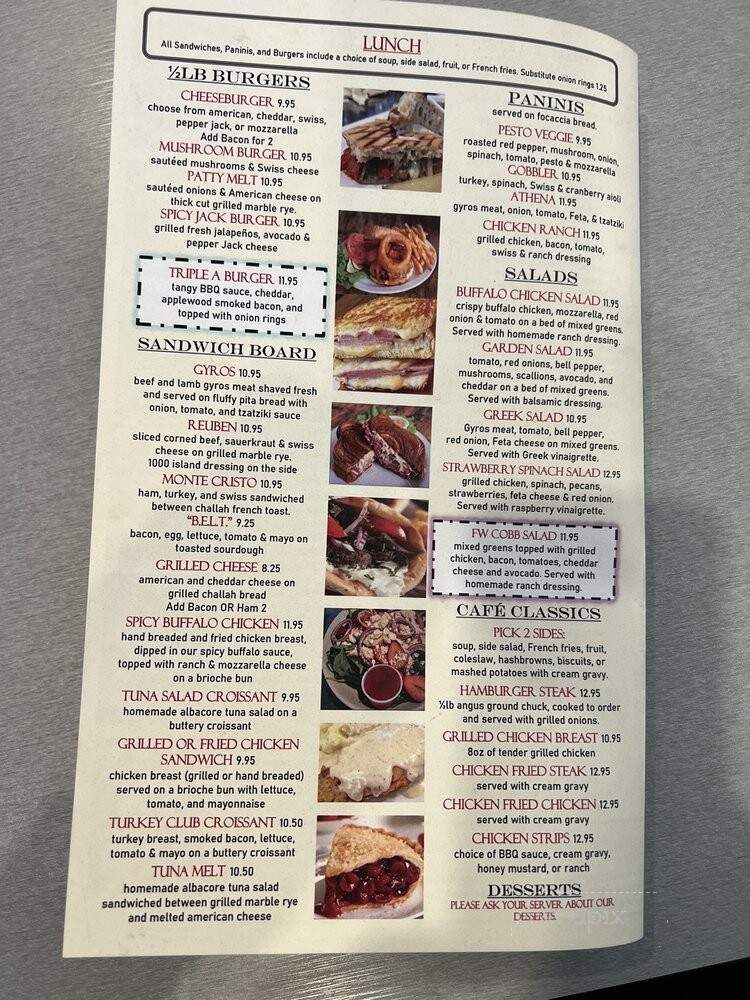 LUNCH
All Sandwiches, Paninis, and Burgers include a choice of soup, side salad, fruit, or French fries. Substitute onion rings 1.25
½LB BURGERS
CHEESEBURGER 9.95
choose from american, cheddar, swiss,
pepper jack, or mozzarella
Add Bacon for 2
MUSHROOM BURGER 10.95
sautéed mushrooms & Swiss cheese
PATTY MELT 10.95
sautéed onions & American cheese on
thick cut grilled marble rye.
SPICY JACK BURGER 10.95
grilled fresh jalapeños, avocado &
pepper Jack cheese
TRIPLE A BURGER 11.95
tangy BBQ sauce, cheddar,
applewood smoked bacon, and
topped with onion rings
SANDWICH BOARD
GYROS 10.95
beef and lamb gyros meat shaved fresh
and served on fluffy pita bread with
onion, tomato, and tzatziki sauce
REUBEN 10.95
sliced corned beef, sauerkraut & swiss
cheese on grilled marble rye.
1000 island dressing on the side
MONTE CRISTO 10.95
ham, turkey, and swiss sandwiched
between challah french toast.
"B.E.L.T." 9.25
bacon, egg, lettuce, tomato & mayo on
toasted sourdough
GRILLED CHEESE 8.25
american and cheddar cheese on
grilled challah bread
Add Bacon OR Ham 2
SPICY BUFFALO CHICKEN 11.95
hand breaded and fried chicken breast,
dipped in our spicy buffalo sauce,
topped with ranch & mozzarella cheese
on a brioche bun
TUNA SALAD CROISSANT 9.95
homemade albacore tuna salad on a
buttery croissant
GRILLED OR FRIED CHICKEN
SANDWICH 9.95
chicken breast (grilled or hand breaded)
served on a brioche bun with lettuce,
tomato, and mayonnaise
TURKEY CLUB CROISSANT 10.50
turkey breast, smoked bacon, lettuce,
tomato & mayo on a buttery croissant
TUNA MELT 10.50
homemade albacore tuna salad
sandwiched between grilled marble rye
and melted american cheese
PANINIS
served on focaccia bread.
PESTO VEGGIE 9.95
roasted red pepper, mushroom, onion,
spinach, tomato, pesto & mozzarella
GOBBLER 10.95
turkey, spinach, Swiss & cranberry aioli
ATHENA 11.95
gyros meat, onion, tomato, Feta, & tzatziki
CHICKEN RANCH 11.95
grilled chicken, bacon, tomato,
swiss & ranch dressing
SALADS
BUFFALO CHICKEN SALAD 11.95
crispy buffalo chicken, mozzarella, red
onion & tomato on a bed of mixed greens.
Served with homemade ranch dressing.
GARDEN SALAD 11.95
tomato, red onions, bell pepper,
mushrooms, scallions, avocado, and
cheddar on a bed of mixed greens.
Served with balsamic dressing.
GREEK SALAD 10.95
Gyros meat, tomato, bell pepper,
red onion, Feta cheese on mixed greens.
Served with Greek vinaigrette.
STRAWBERRY SPINACH SALAD 12.95
grilled chicken, spinach, pecans,
strawberries, feta cheese & red onion.
Served with raspberry vinaigrette.
FW COBB SALAD 11.95
mixed greens topped with grilled
chicken, bacon, tomatoes, cheddar
cheese and avocado. Served with
homemade ranch dressing.
CAFÉ CLASSICS
PICK 2 SIDES:
soup, side salad, French fries, fruit,
coleslaw, hashbrowns, biscuits, or
mashed potatoes with cream gravy.
HAMBURGER STEAK 12.95
½lb angus ground chuck, cooked to order
and served with grilled onions.
GRILLED CHICKEN BREAST 10.95
8oz of tender grilled chicken
CHICKEN FRIED STEAK 12.95
served with cream gravy
CHICKEN FRIED CHICKEN 12.95
served with cream gravy
CHICKEN STRIPS 12.95
choice of BBQ sauce, cream gravy,
honey mustard, or ranch
DESSERTS
PLEASE ASK YOUR SERVER ABOUT OUR
DESSERTS.